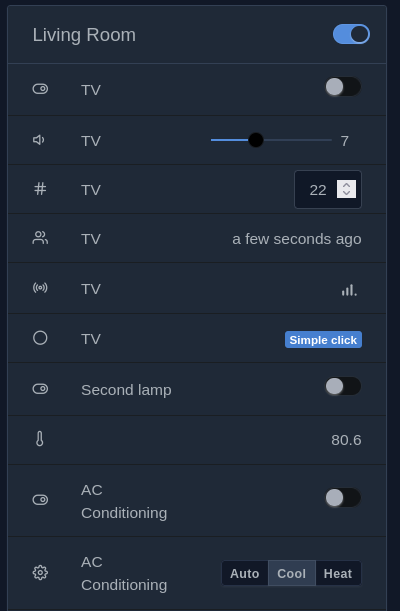 Living Room
TV
TV 7
TV 22
TV a few seconds ago
TV
TV Simple click
Second lamp
80.6
AC
Conditioning
AC
Conditioning Auto Cool Heat